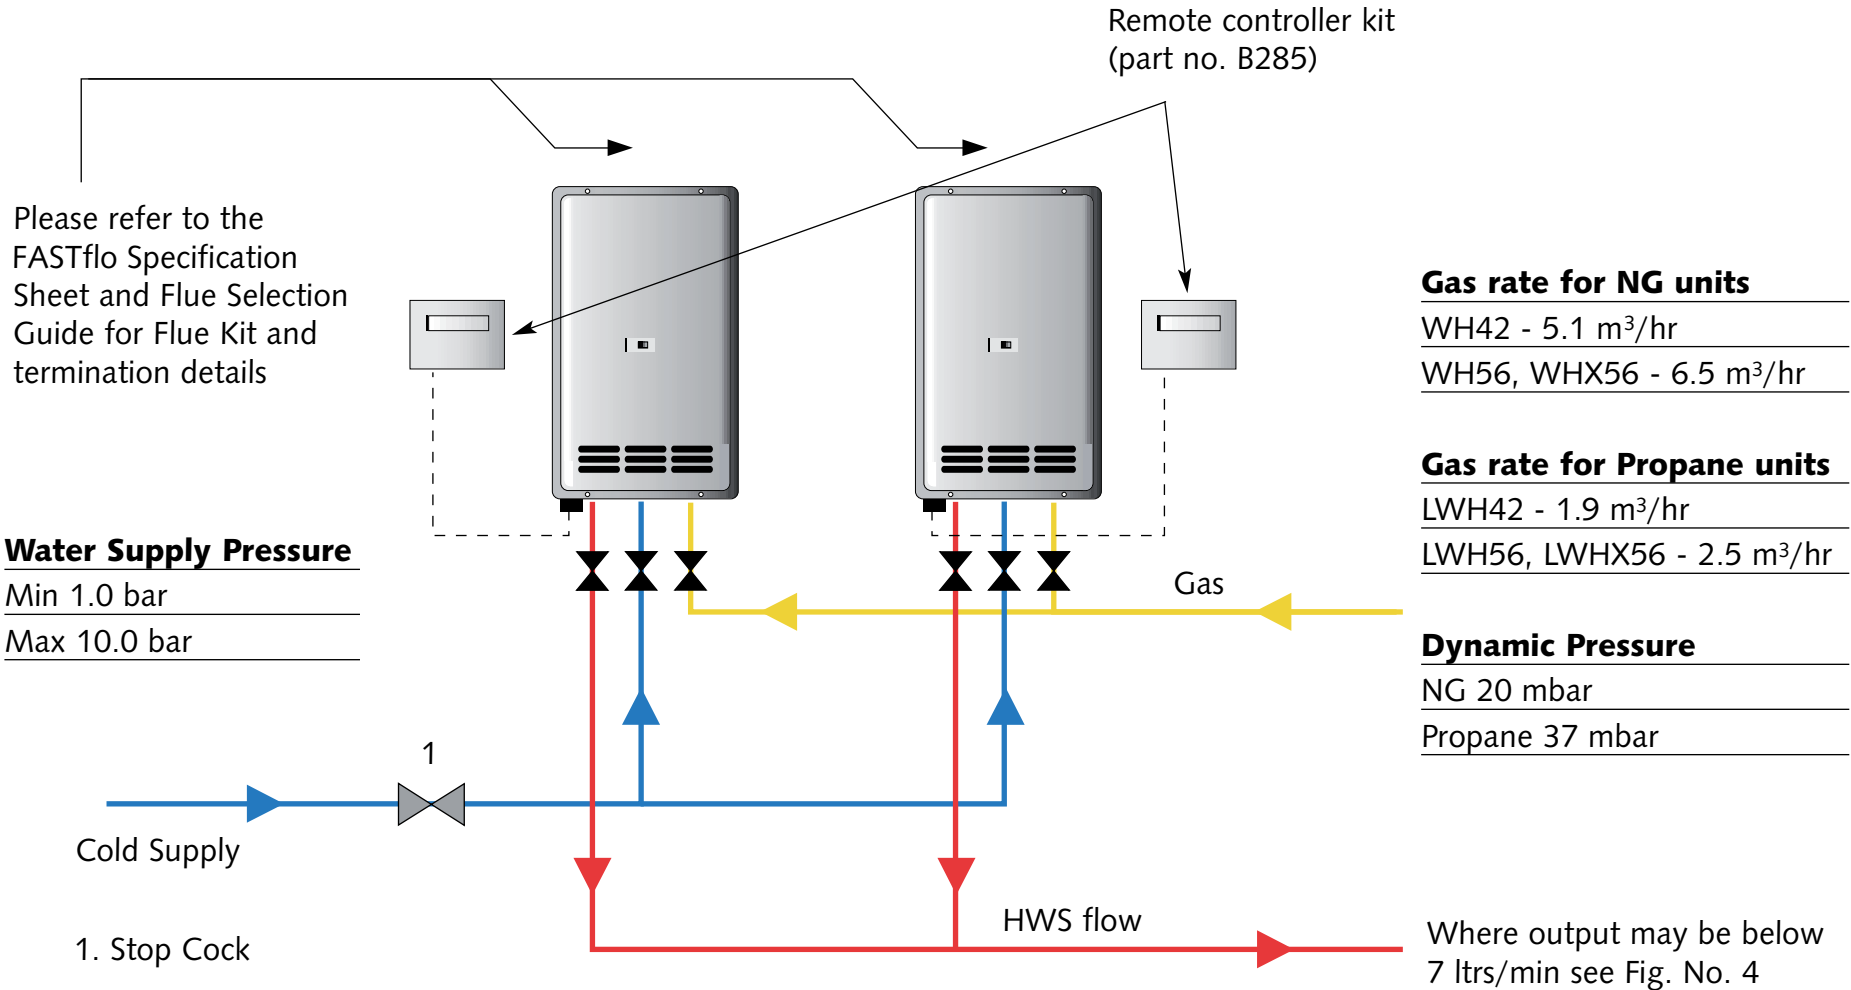 Remote controller kit
(part no. B285)
Please refer to the
FASTflo Specification
Sheet and Flue Selection
Guide for Flue Kit and
termination details
Gas rate for NG units
WH42 - 5.1 m³/hr
WH56, WHX56 - 6.5 m³/hr
Gas rate for Propane units
LWH42 - 1.9 m³/hr
LWH56, LWHX56 - 2.5 m³/hr
Water Supply Pressure
Min 1.0 bar
Max 10.0 bar
Gas
Dynamic Pressure
NG 20 mbar
Propane 37 mbar
1
Cold Supply
HWS flow
1. Stop Cock
Where output may be below
7 ltrs/min see Fig. No. 4